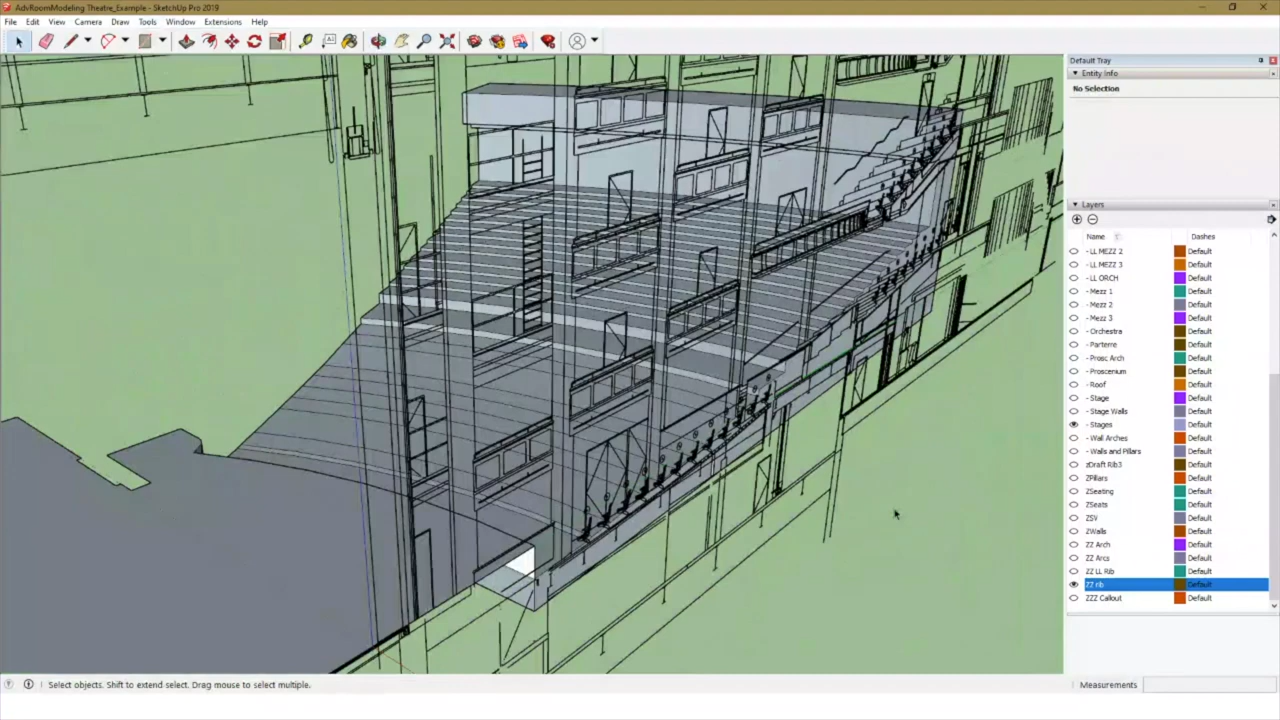 AdvRoomModeling Theatre_Example - SketchUp Pro 2019
File Edit View Camera Draw Tools Window Extensions Help
Default Tray
Entity Info
No Selection
Layers
Name Dashes
- LL MEZZ 2 Default
- LL MEZZ 3 Default
- LL ORCH Default
- Mezz 1 Default
- Mezz 2 Default
- Mezz 3 Default
- Orchestra Default
- Parterre Default
- Prosc Arch Default
- Proscenium Default
- Roof Default
- Stage Default
- Stage Walls Default
- Stages Default
- Wall Arches Default
- Walls and Pillars Default
zDraft Rib3 Default
ZPillars Default
ZSeating Default
ZSeats Default
ZSV Default
ZWalls Default
ZZ Arch Default
ZZ Arcs Default
ZZ LL Rib Default
ZZ rib Default
ZZZ Callout Default
Select objects. Shift to extend select. Drag mouse to select multiple.
Measurements